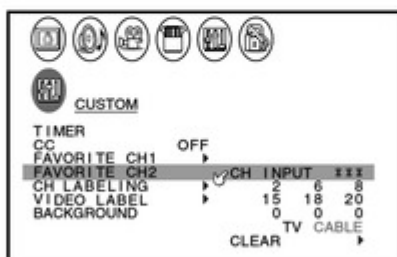 CUSTOM
TIMER
CC OFF
FAVORITE CH1
FAVORITE CH2 CH INPUT ***
CH LABELING 2 6 8
VIDEO LABEL 15 18 20
BACKGROUND 0 0 0
TV CABLE
CLEAR